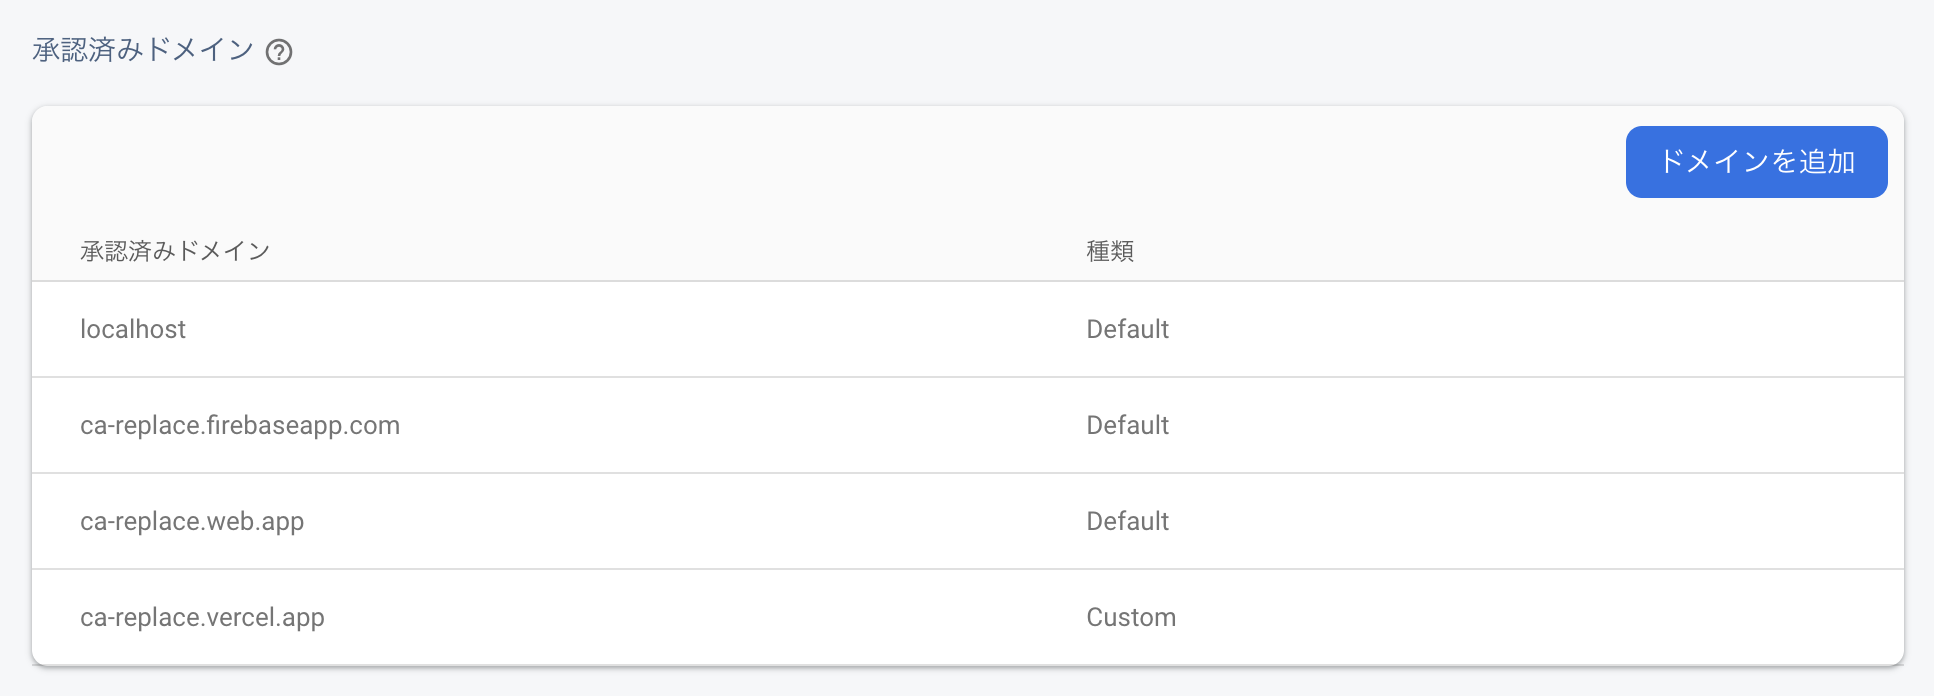 承認済みドメイン ?
ドメインを追加
承認済みドメイン 種類
localhost Default
ca-replace.firebaseapp.com Default
ca-replace.web.app Default
ca-replace.vercel.app Custom